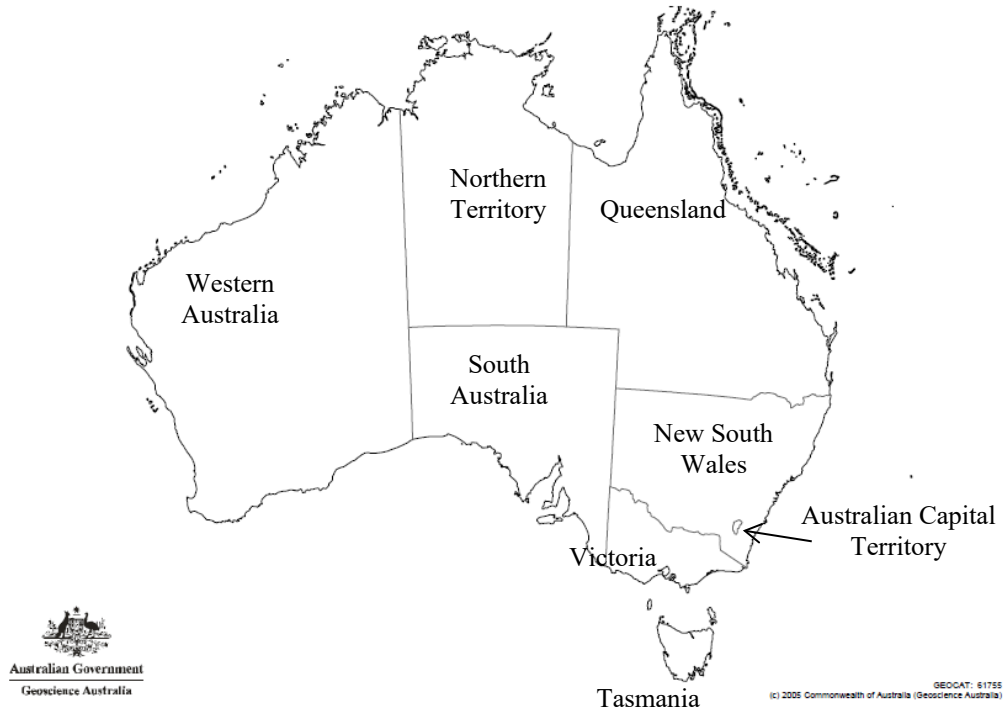 Northern
Territory
Queensland
Western
Australia
South
Australia
New South
Wales
Australian Capital
Territory
Victoria
Tasmania
Australian Government
Geoscience Australia
GEOCAT: 61755
(c) 2005 Commonwealth of Australia (Geoscience Australia)